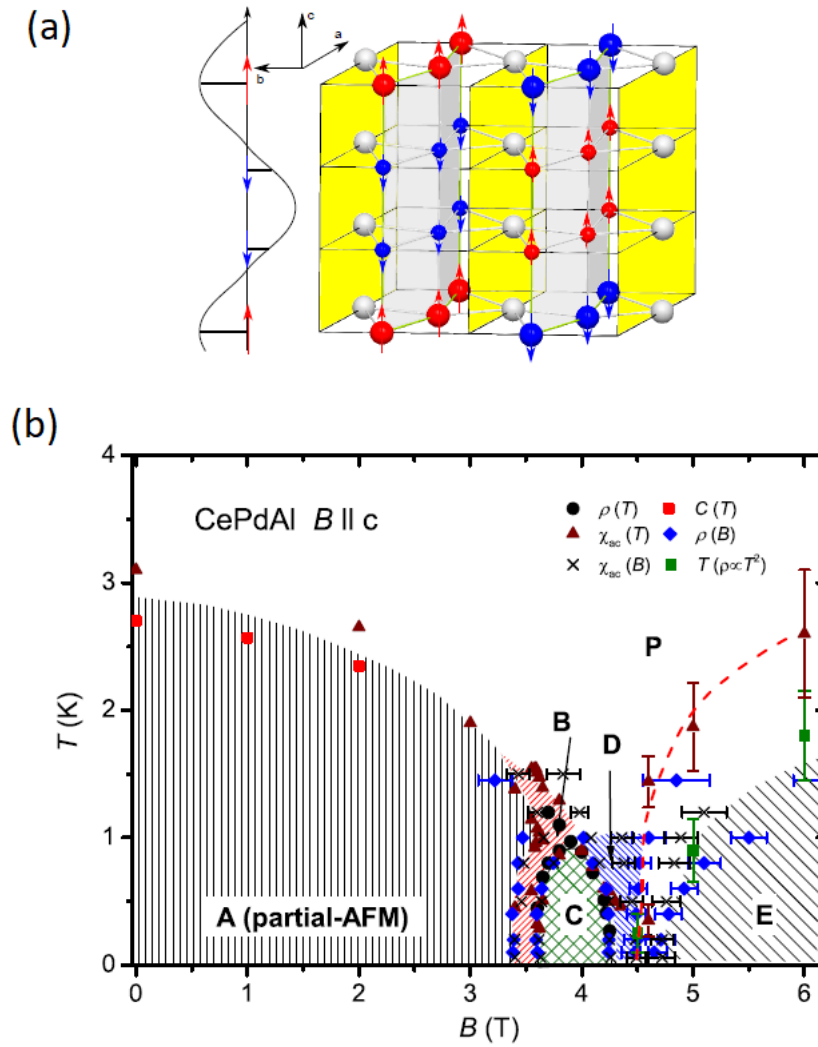 (a)
c
a
b
(b)
4
CePdAl B || c
ρ (T) C (T)
χac (T) ρ (B)
χac (B) T (ρ∝T²)
3
P
B
D
2
T (K)
1
A (partial-AFM) C E
0
0 1 2 3 4 5 6
B (T)